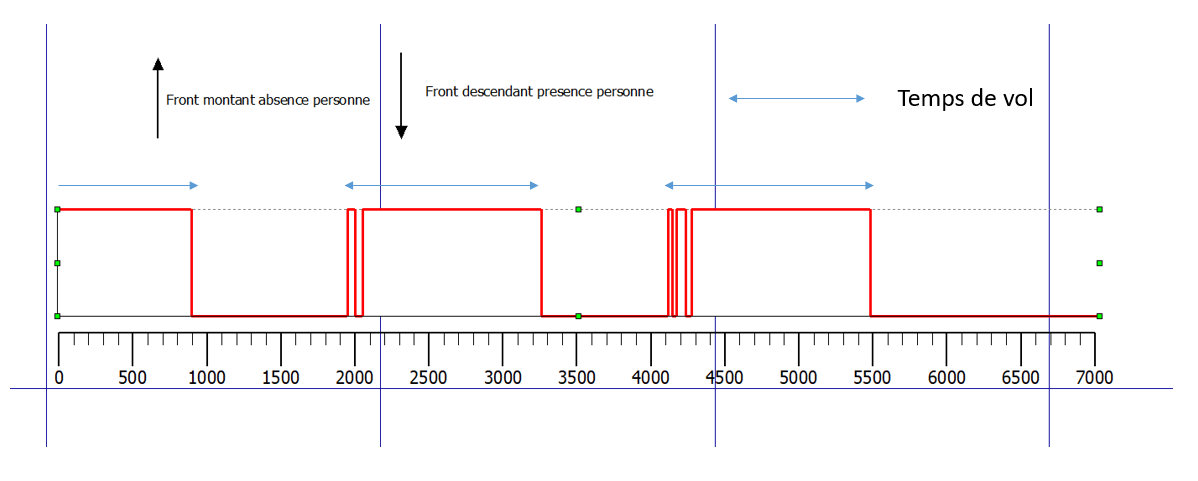 Front descendant presence personne
Temps de vol
Front montant absence personne
0 500 1000 1500 2000 2500 3000 3500 4000 4500 5000 5500 6000 6500 7000